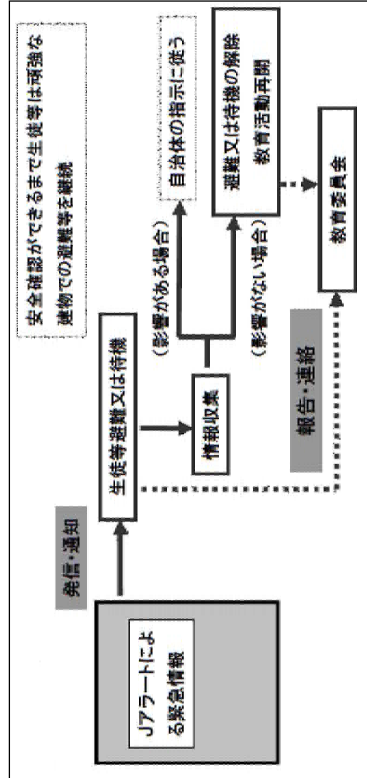 安全確認ができるまで生徒等は頑強な
建物での避難等を継続
発信・通知
Jアラートによ
る緊急情報
生徒等避難又は待機
情報収集
(影響がある場合)
自治体の指示に従う
(影響がない場合)
避難又は待機の解除
教育活動再開
報告・連絡
教育委員会